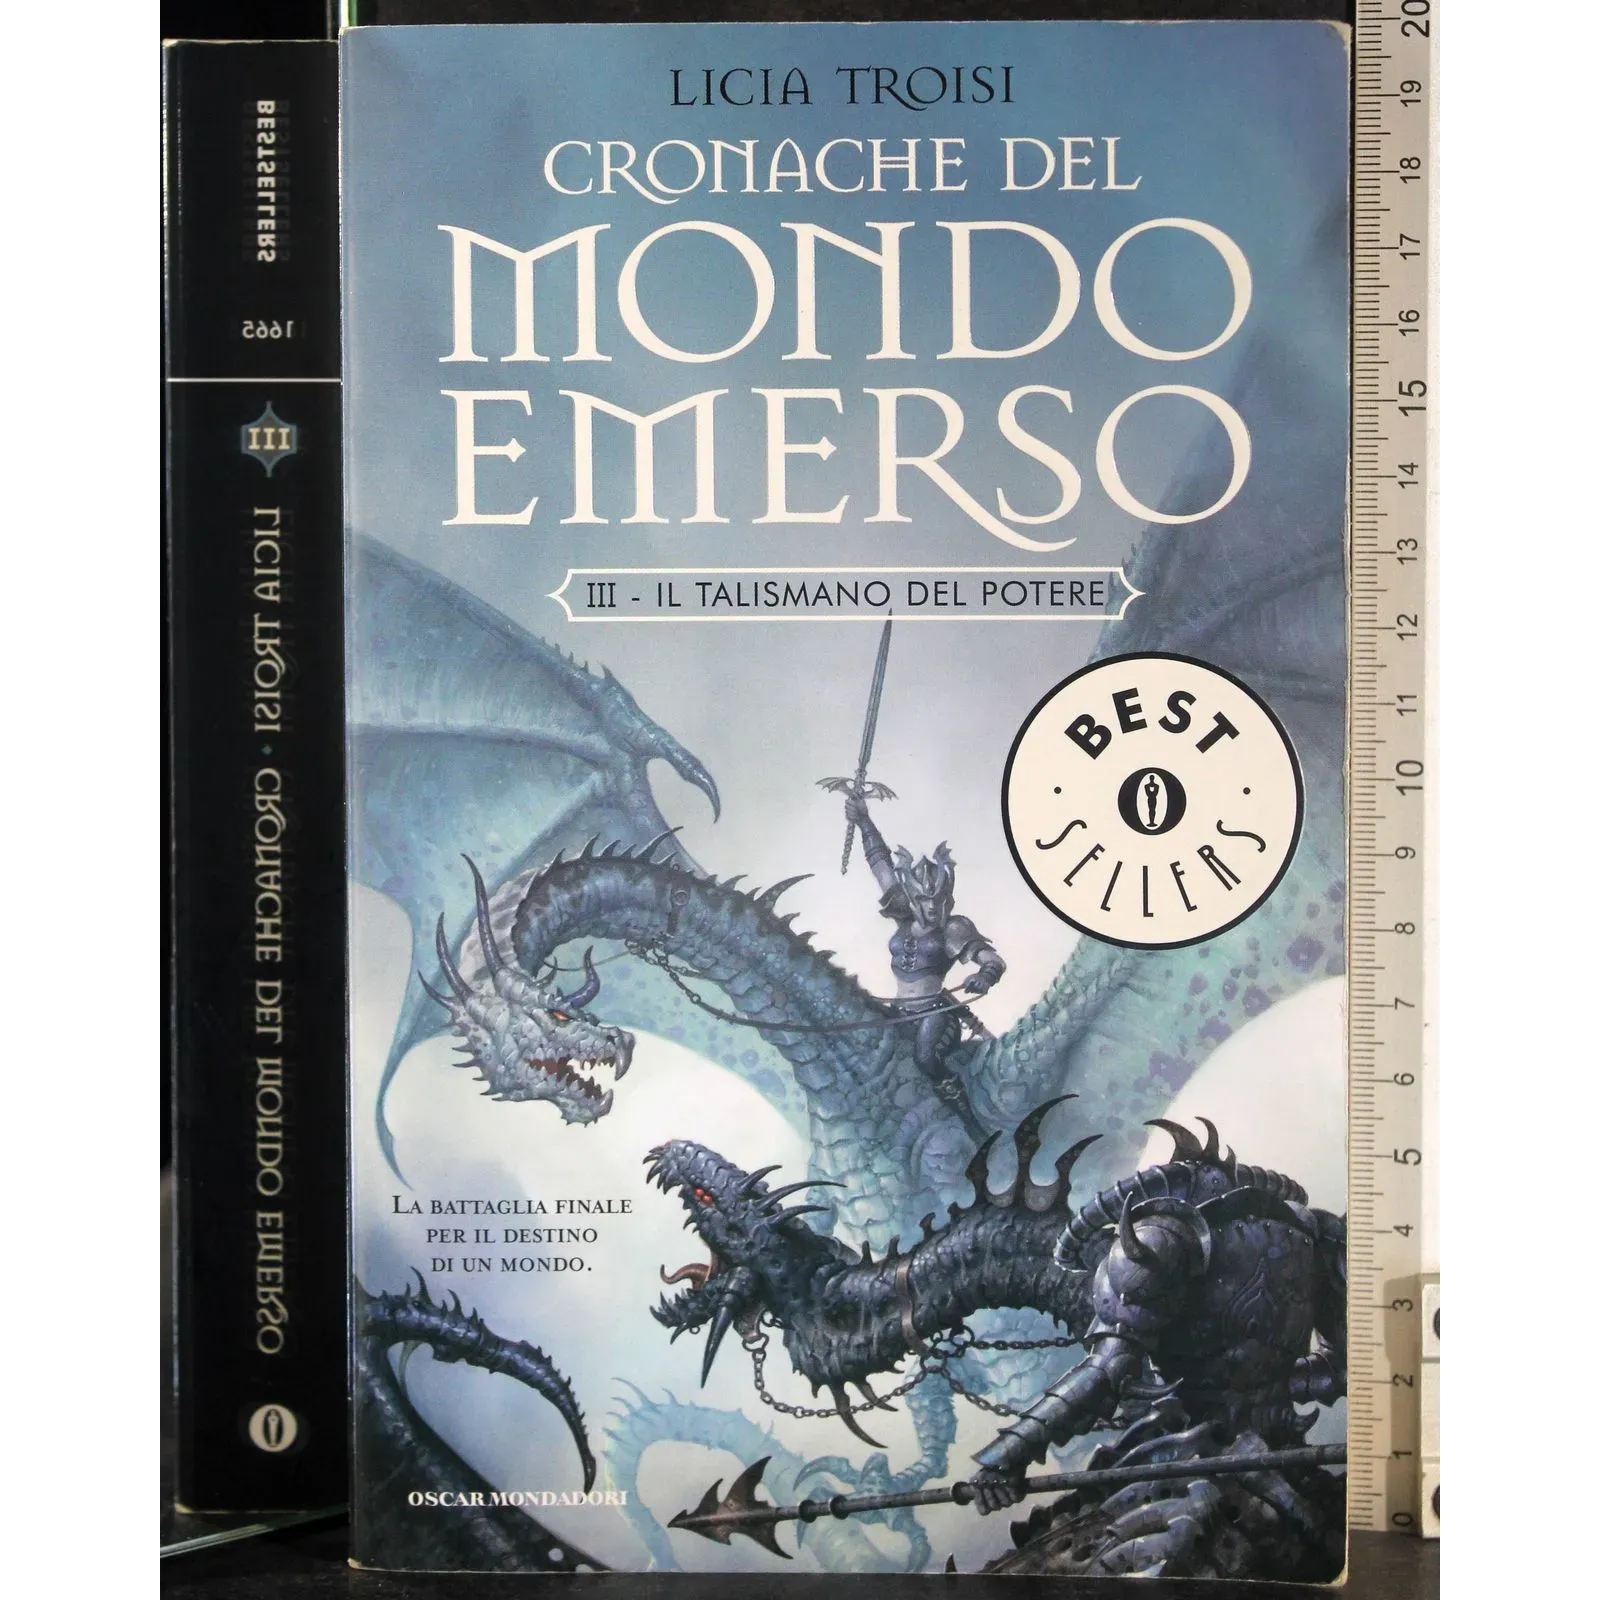 LICIA TROISI
CRONACHE DEL
MONDO
EMERSO
III - IL TALISMANO DEL POTERE
BEST
SELLERS
LA BATTAGLIA FINALE
PER IL DESTINO
DI UN MONDO.
OSCAR MONDADORI
BESTSELLERS
1665
III
LICIA TROISI • CRONACHE DEL MONDO EMERSO
20
19
18
17
16
15
14
13
12
11
10
9
8
7
6
5
4
3
2
1
0